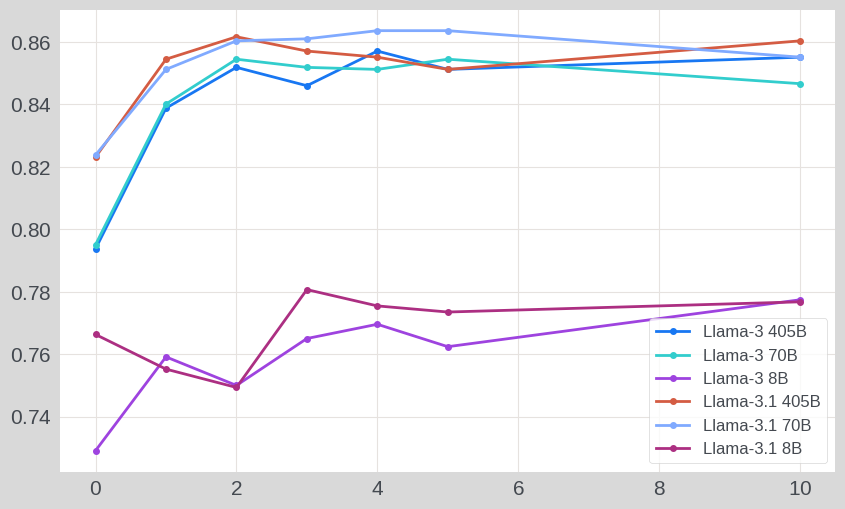 0.86
0.84
0.82
0.80
0.78
0.76
0.74
0 2 4 6 8 10
Llama-3 405B
Llama-3 70B
Llama-3 8B
Llama-3.1 405B
Llama-3.1 70B
Llama-3.1 8B